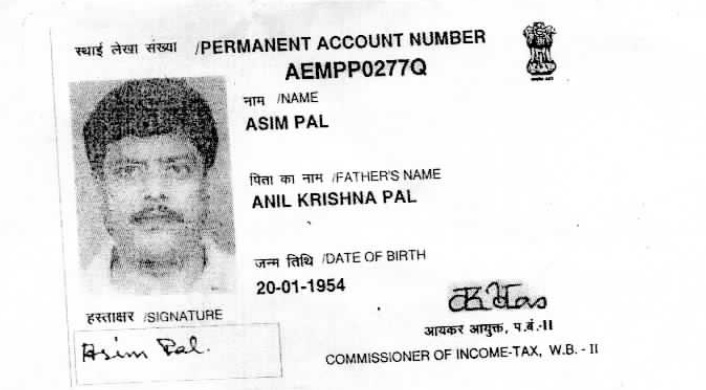 स्थाई लेखा संख्या /PERMANENT ACCOUNT NUMBER
AEMPP0277Q
नाम /NAME
ASIM PAL
पिता का नाम /FATHER'S NAME
ANIL KRISHNA PAL
जन्म तिथि /DATE OF BIRTH
20-01-1954
हस्ताक्षर /SIGNATURE
Asim Pal.
आयकर आयुक्त, प.बं.-II
COMMISSIONER OF INCOME-TAX, W.B. - II